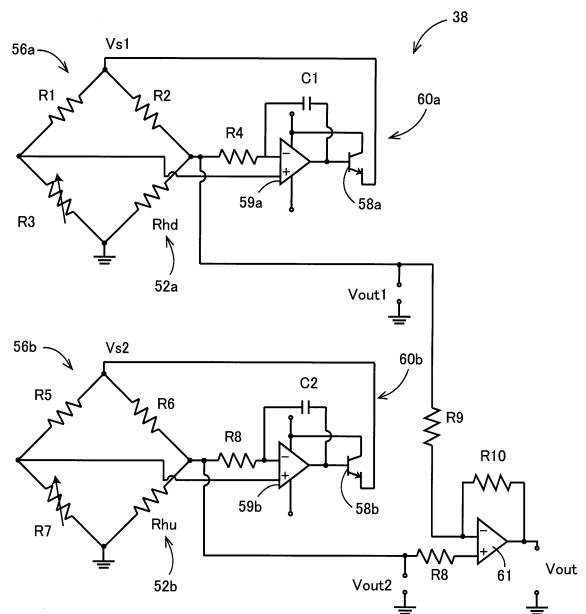 38
56a
Vs1
C1
60a
R1
R2
R4
R3
Rhd
59a
58a
52a
Vout1
56b
Vs2
C2
60b
R5
R6
R8
R9
R7
Rhu
59b
58b
R10
52b
Vout2
R8
61
Vout